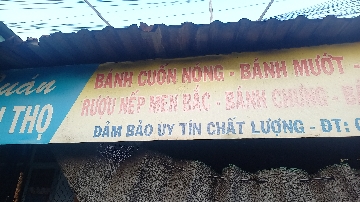 Quán
THỌ
BÁNH CUỐN NÓNG - BÁNH MƯỚT -
RƯỢU NẾP MEN BẮC - BÁNH CHƯNG -
ĐẢM BẢO UY TÍN CHẤT LƯỢNG - ĐT: